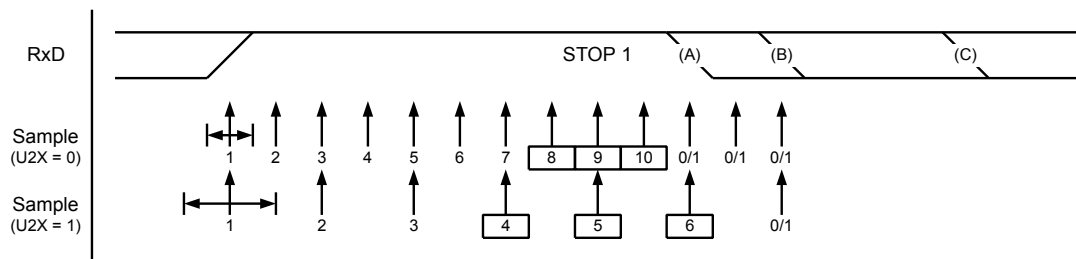 RxD STOP 1 (A) (B) (C)
Sample
(U2X = 0)
1 2 3 4 5 6 7 8 9 10 0/1 0/1 0/1
Sample
(U2X = 1)
1 2 3 4 5 6 0/1